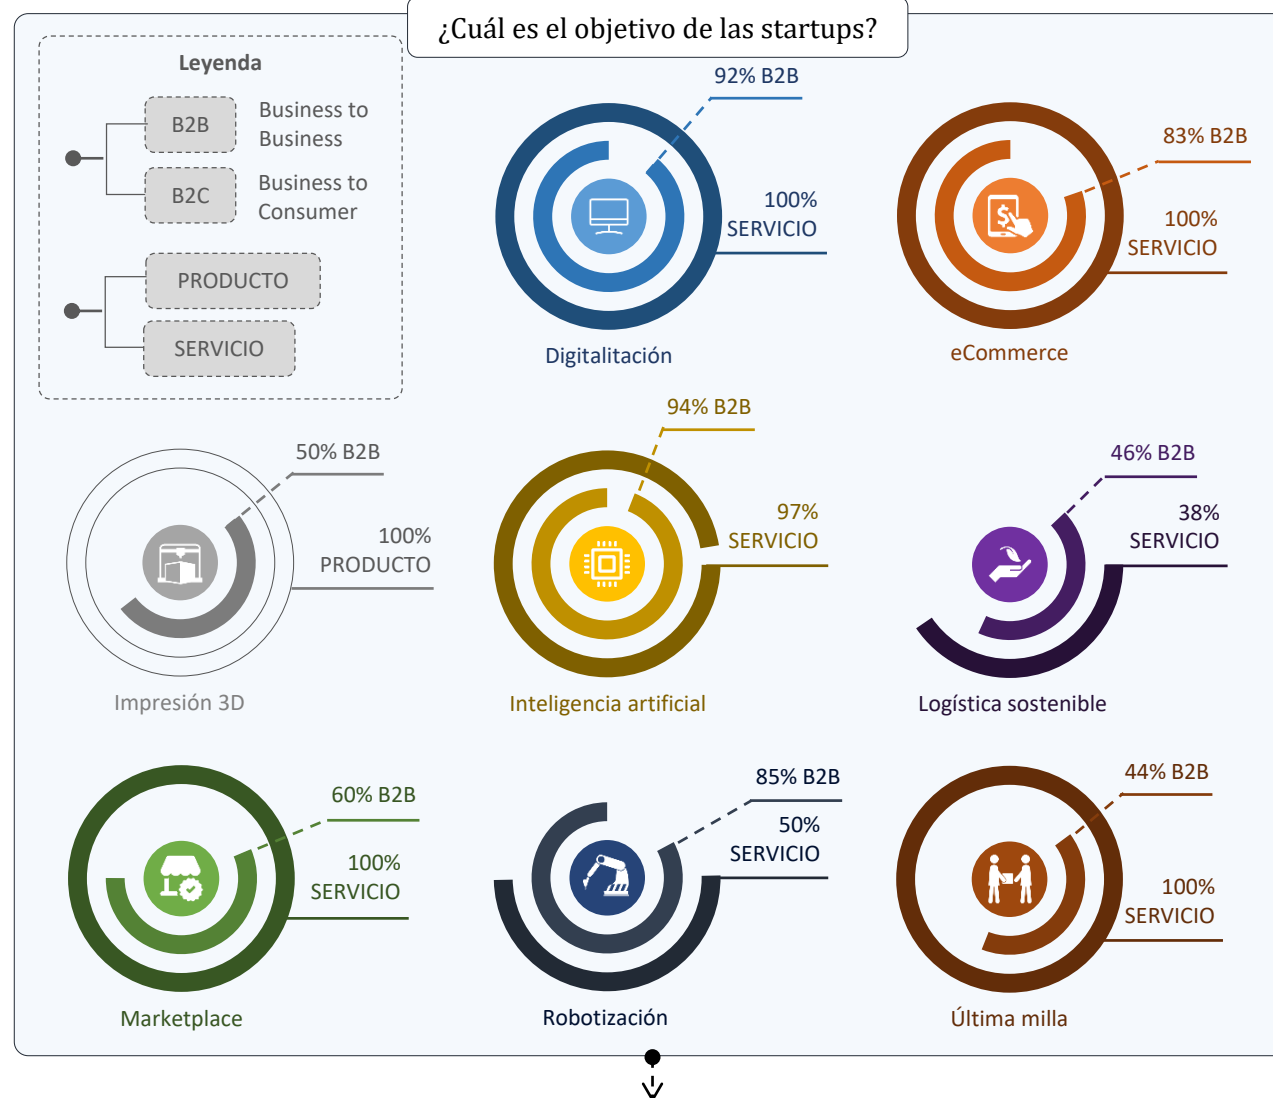 ¿Cuál es el objetivo de las startups?
Leyenda
B2B
Business to
Business
B2C
Business to
Consumer
PRODUCTO
SERVICIO
92% B2B
100%
SERVICIO
Digitalitación
83% B2B
100%
SERVICIO
eCommerce
50% B2B
100%
PRODUCTO
Impresión 3D
94% B2B
97%
SERVICIO
Inteligencia artificial
46% B2B
38%
SERVICIO
Logística sostenible
60% B2B
100%
SERVICIO
Marketplace
85% B2B
50%
SERVICIO
Robotización
44% B2B
100%
SERVICIO
Última milla